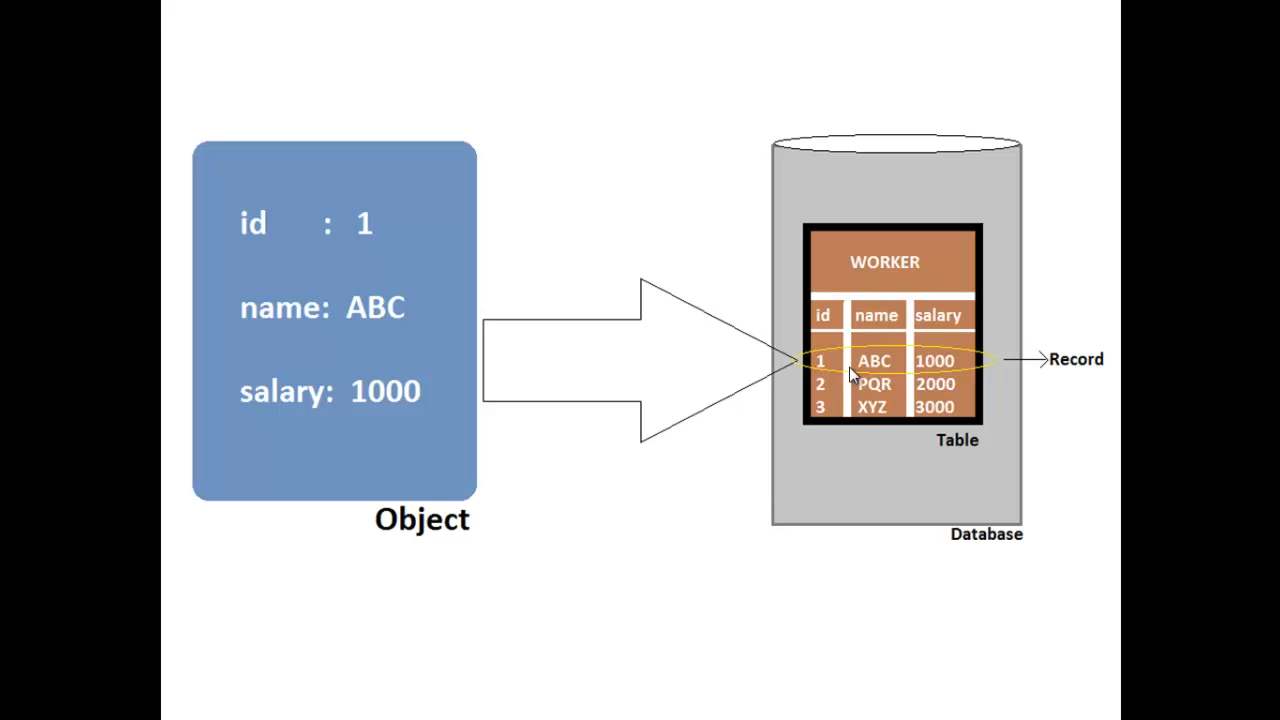 id : 1
name: ABC
salary: 1000
Object
WORKER
id name salary
1 ABC 1000
2 PQR 2000
3 XYZ 3000
Record
Table
Database